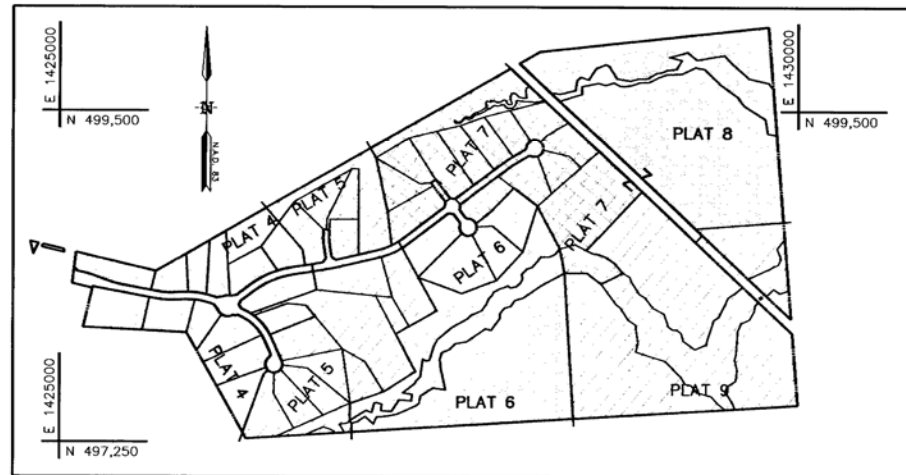 E 1425000
N 499,500
N
N.A.D. 83
E 1430000
N 499,500
PLAT 8
PLAT 7
PLAT 5
PLAT 4
PLAT 7
PLAT 6
PLAT 4
PLAT 5
PLAT 6
PLAT 9
E 1425000
N 497,250